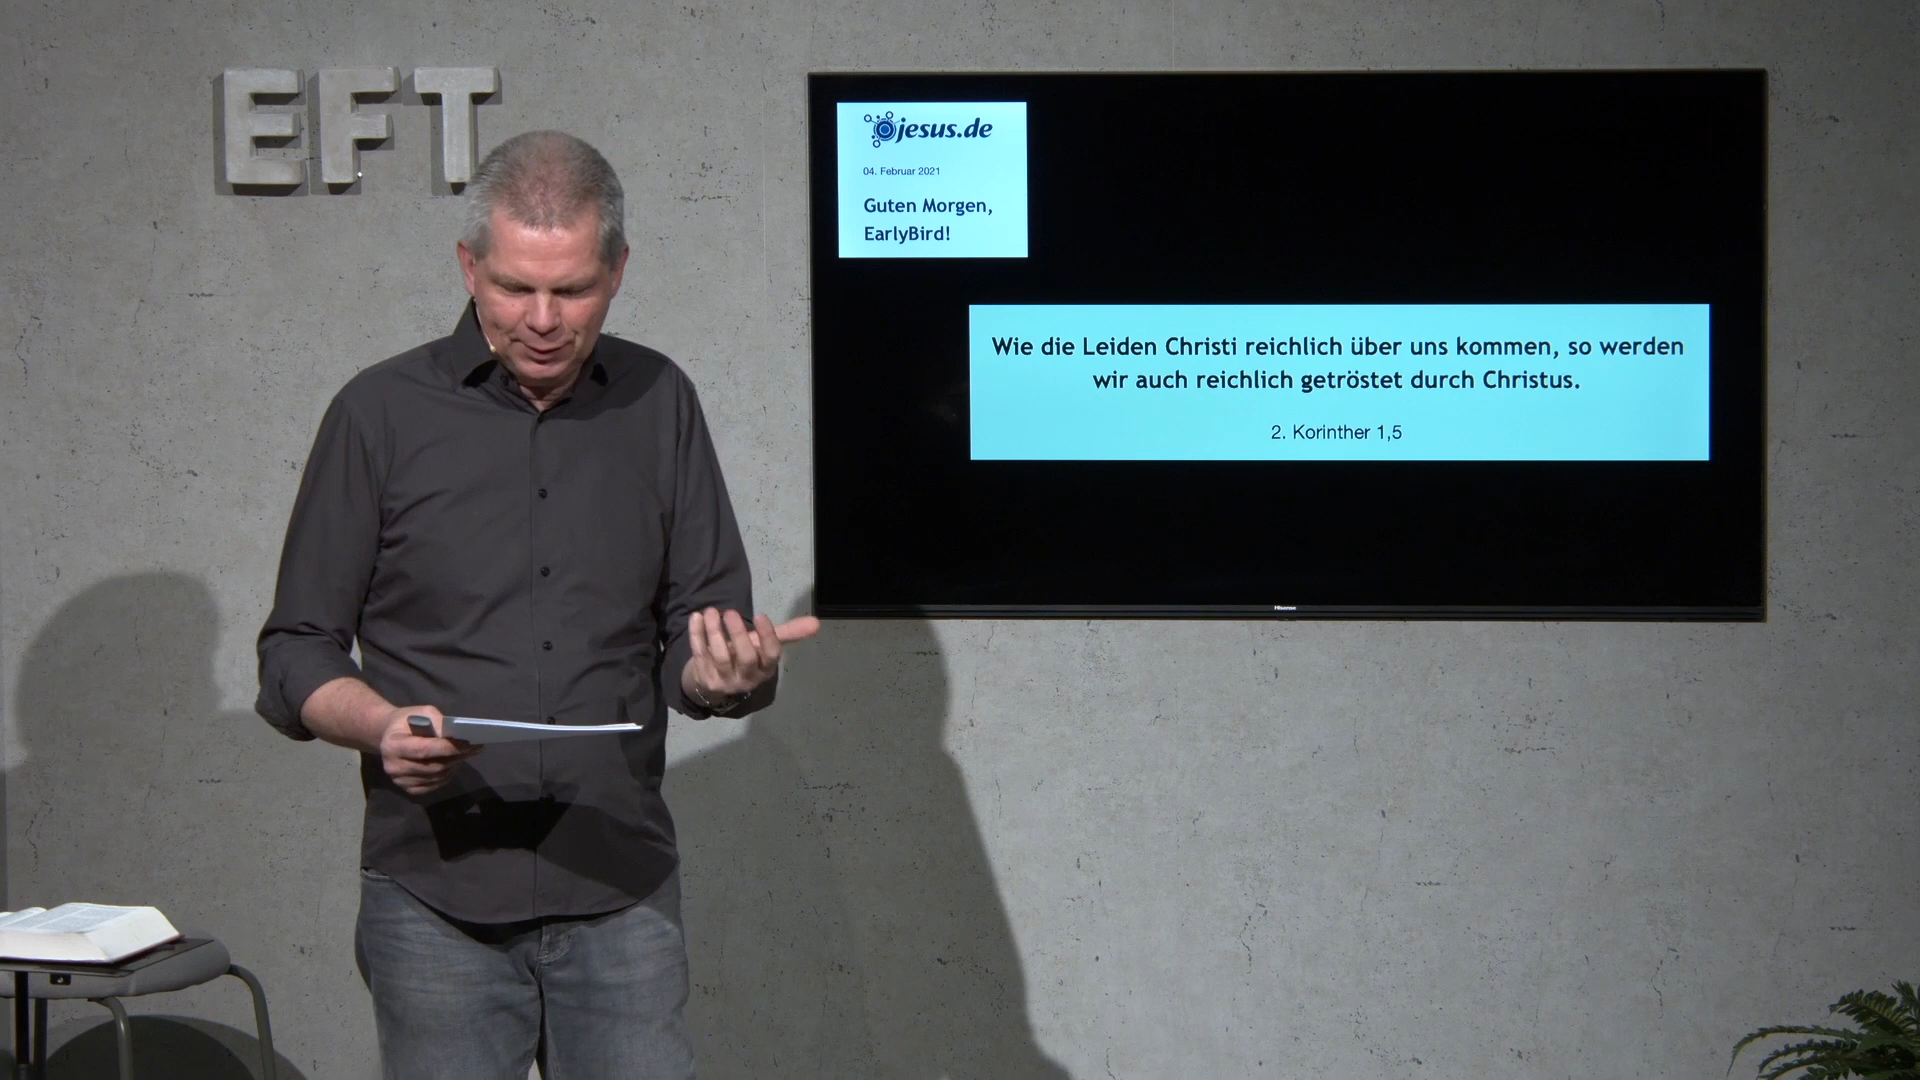 EFT
jesus.de
04. Februar 2021
Guten Morgen,
EarlyBird!
Wie die Leiden Christi reichlich über uns kommen, so werden
wir auch reichlich getröstet durch Christus.
2. Korinther 1,5
Hisense